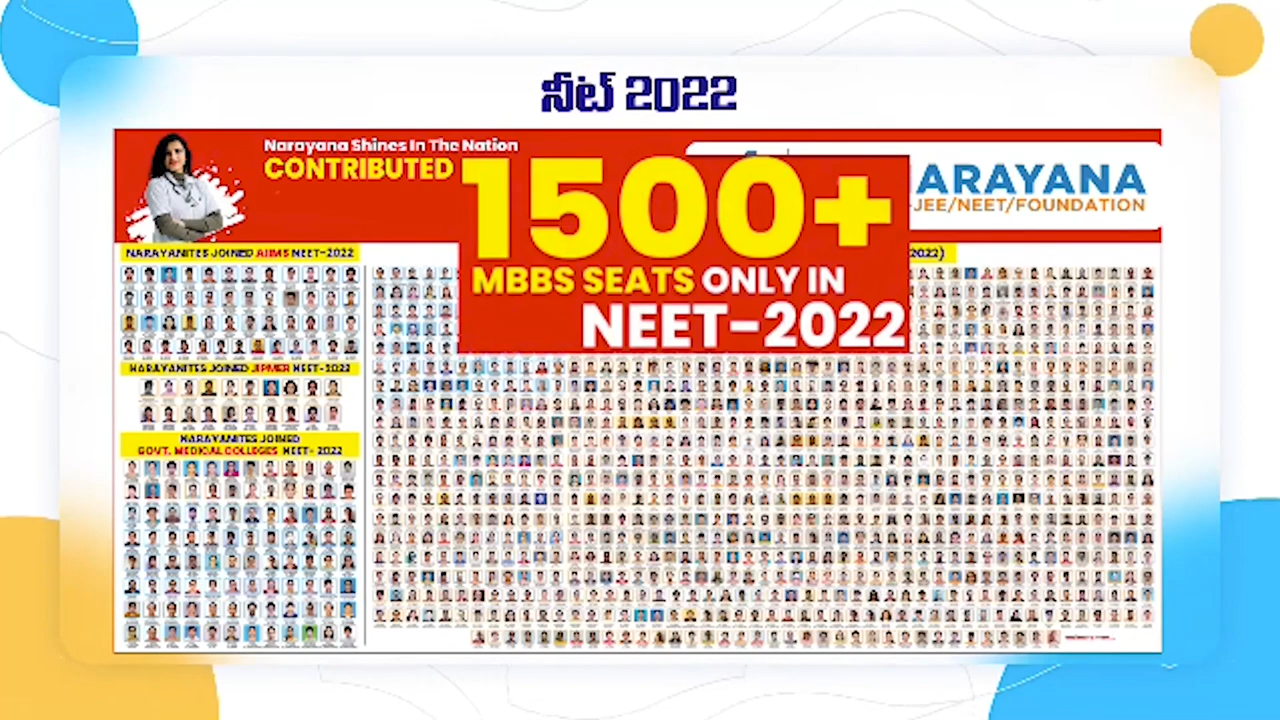 నీట్ 2022
Narayana Shines In The Nation
CONTRIBUTED
1500+
MBBS SEATS ONLY IN
NEET-2022
ARAYANA
-JEE/NEET/FOUNDATION
NARAYANITES JOINED AIIMS NEET-2022
2022)
NARAYANITES JOINED JIPMER NEET-2022
NARAYANITES JOINED
GOVT. MEDICAL COLLEGES NEET- 2022